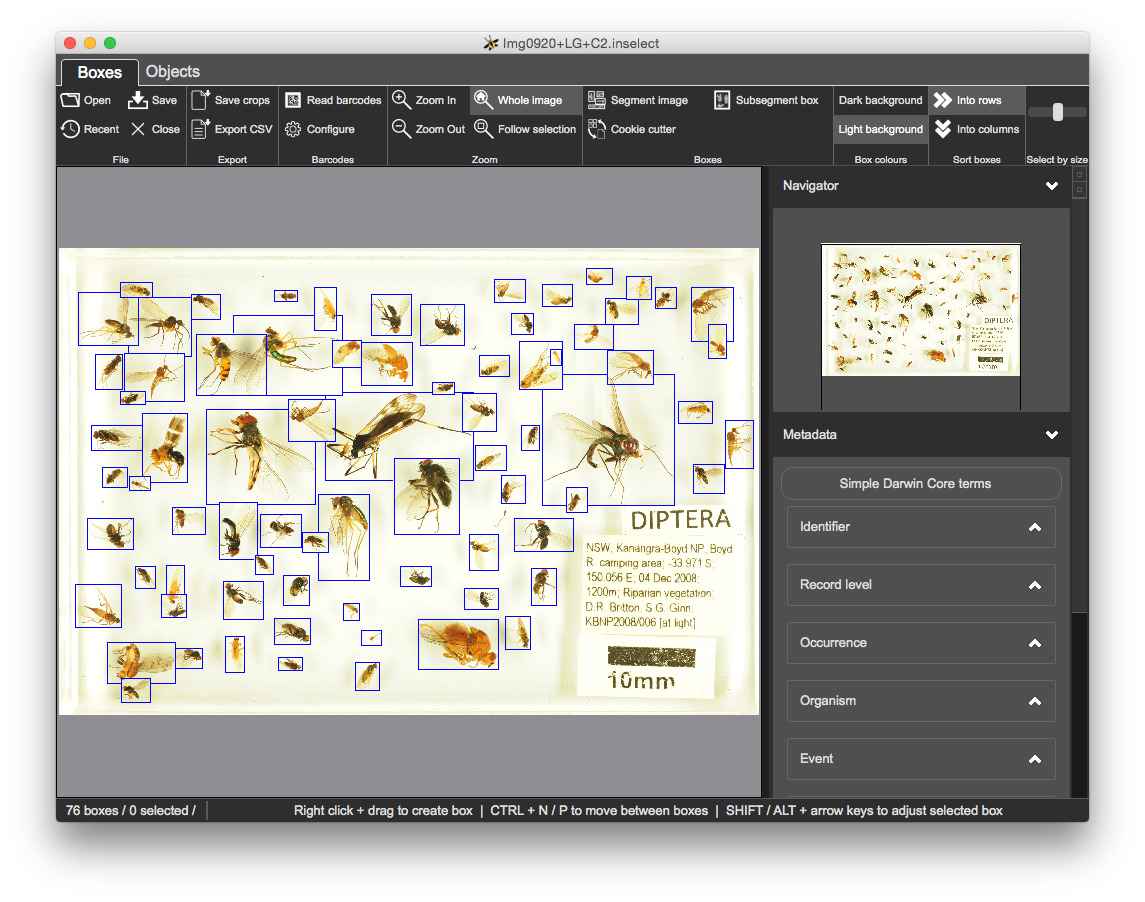 Img0920+LG+C2.inselect
Boxes Objects
Open Save Save crops Read barcodes Zoom In Whole image Segment image Subsegment box Dark background Into rows
Recent Close Export CSV Configure Zoom Out Follow selection Cookie cutter Light background Into columns
File Export Barcodes Zoom Boxes Box colours Sort boxes Select by size
Navigator
DIPTERA
10mm
Metadata
Simple Darwin Core terms
Identifier
Record level
Occurrence
Organism
Event
DIPTERA
NSW, Kanangra-Boyd NP, Boyd
R. camping area; -33.971 S;
150.056 E, 04 Dec 2008;
1200m; Riparian vegetation;
D.R. Britton, S.G. Ginn,
KBNP2008/006 [at light]
10mm
76 boxes / 0 selected /
Right click + drag to create box | CTRL + N / P to move between boxes | SHIFT / ALT + arrow keys to adjust selected box